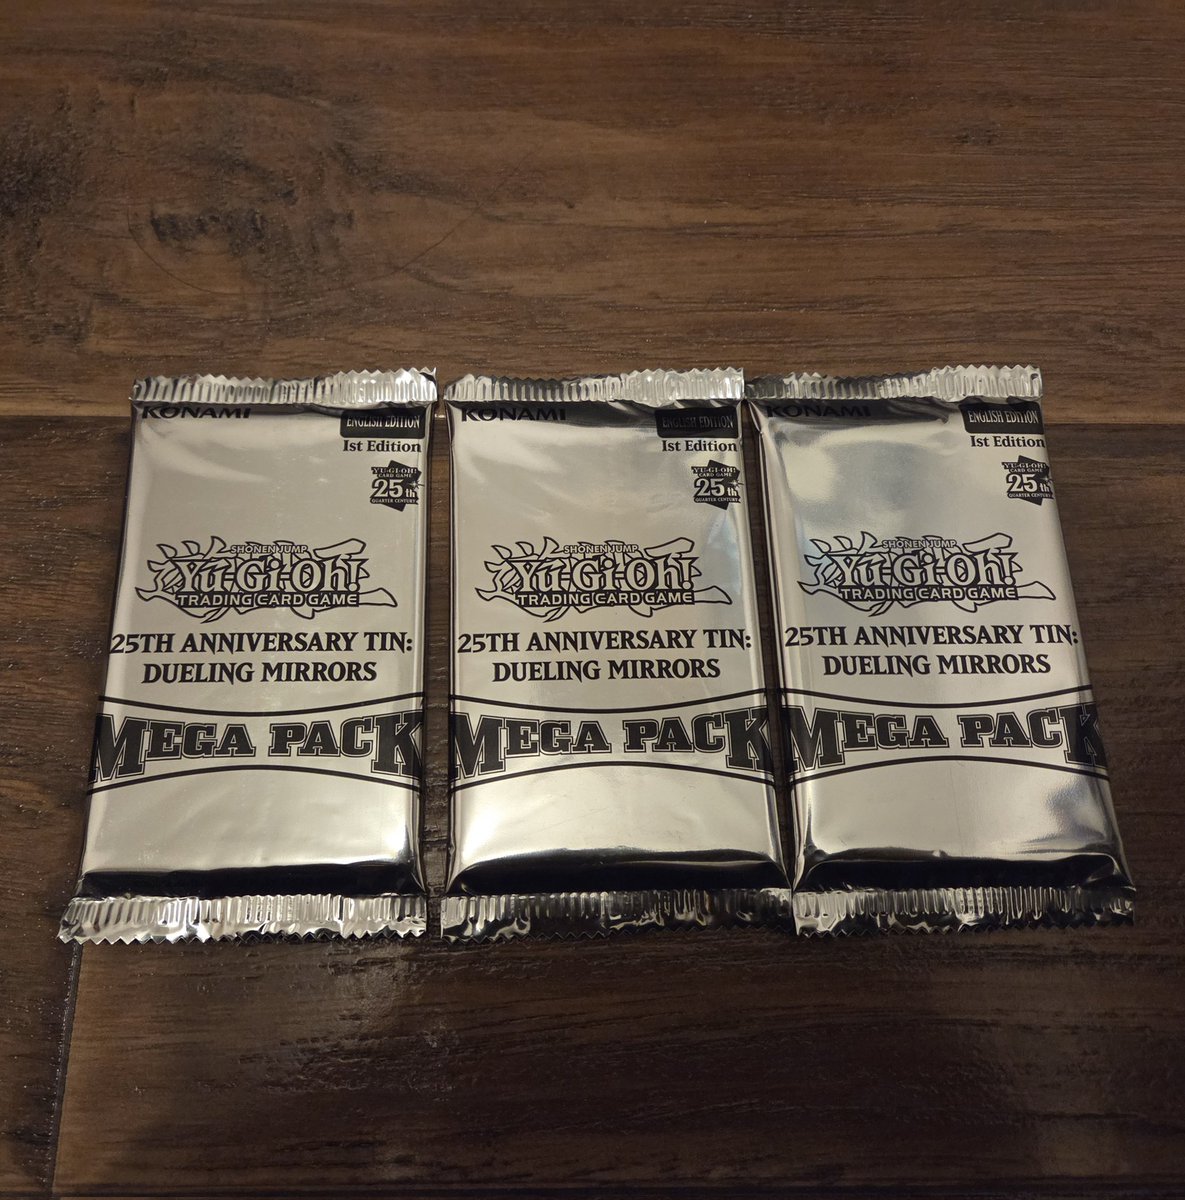 KONAMI
ENGLISH EDITION
1st Edition
YU-GI-OH!
CARD GAME
25th
QUARTER CENTURY
SHONEN JUMP
Yu-Gi-Oh!
TRADING CARD GAME
25TH ANNIVERSARY TIN:
DUELING MIRRORS
MEGA PACK
KONAMI
ENGLISH EDITION
1st Edition
YU-GI-OH!
CARD GAME
25th
QUARTER CENTURY
SHONEN JUMP
Yu-Gi-Oh!
TRADING CARD GAME
25TH ANNIVERSARY TIN:
DUELING MIRRORS
MEGA PACK
KONAMI
ENGLISH EDITION
1st Edition
YU-GI-OH!
CARD GAME
25th
QUARTER CENTURY
SHONEN JUMP
Yu-Gi-Oh!
TRADING CARD GAME
25TH ANNIVERSARY TIN:
DUELING MIRRORS
MEGA PACK